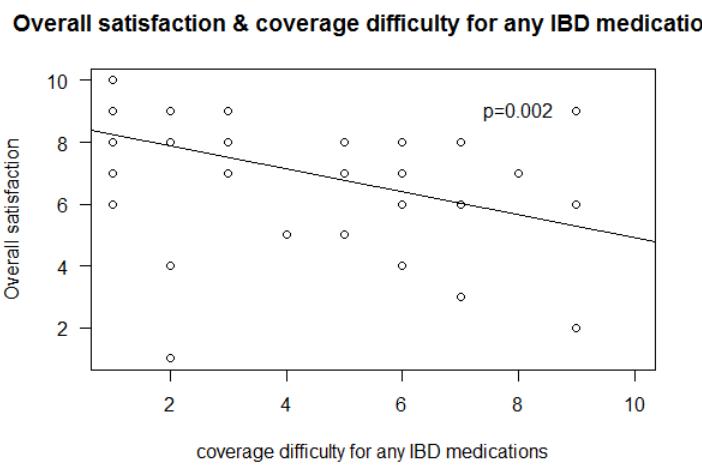 Overall satisfaction & coverage difficulty for any IBD medicatio
10
8
6
4
2
Overall satisfaction
p=0.002
2 4 6 8 10
coverage difficulty for any IBD medications